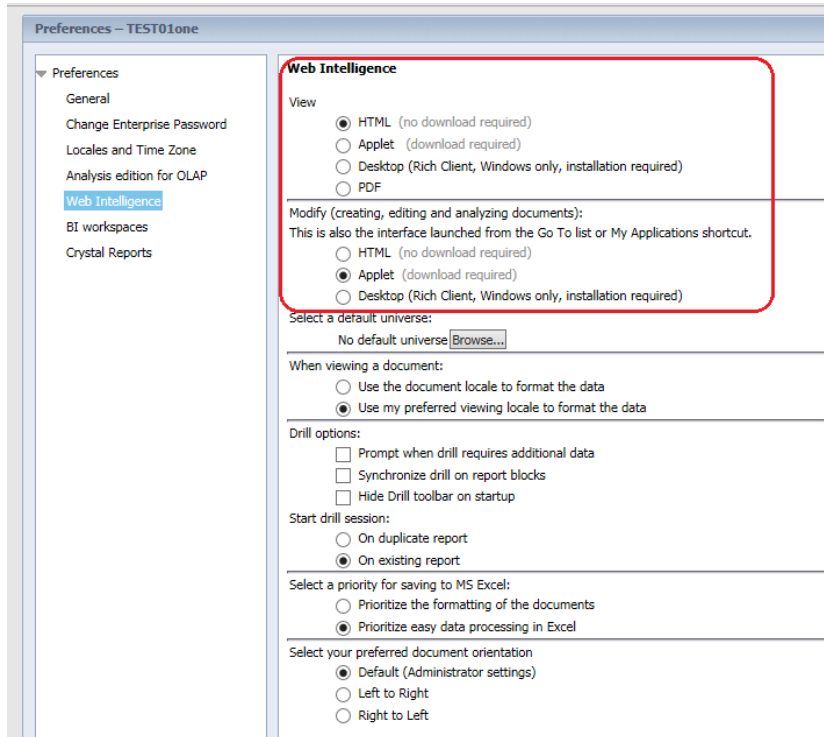 Preferences – TEST01one
Preferences
General
Change Enterprise Password
Locales and Time Zone
Analysis edition for OLAP
Web Intelligence
BI workspaces
Crystal Reports
Web Intelligence
View
HTML (no download required)
Applet (download required)
Desktop (Rich Client, Windows only, installation required)
PDF
Modify (creating, editing and analyzing documents):
This is also the interface launched from the Go To list or My Applications shortcut.
HTML (no download required)
Applet (download required)
Desktop (Rich Client, Windows only, installation required)
Select a default universe:
No default universe Browse...
When viewing a document:
Use the document locale to format the data
Use my preferred viewing locale to format the data
Drill options:
Prompt when drill requires additional data
Synchronize drill on report blocks
Hide Drill toolbar on startup
Start drill session:
On duplicate report
On existing report
Select a priority for saving to MS Excel:
Prioritize the formatting of the documents
Prioritize easy data processing in Excel
Select your preferred document orientation
Default (Administrator settings)
Left to Right
Right to Left